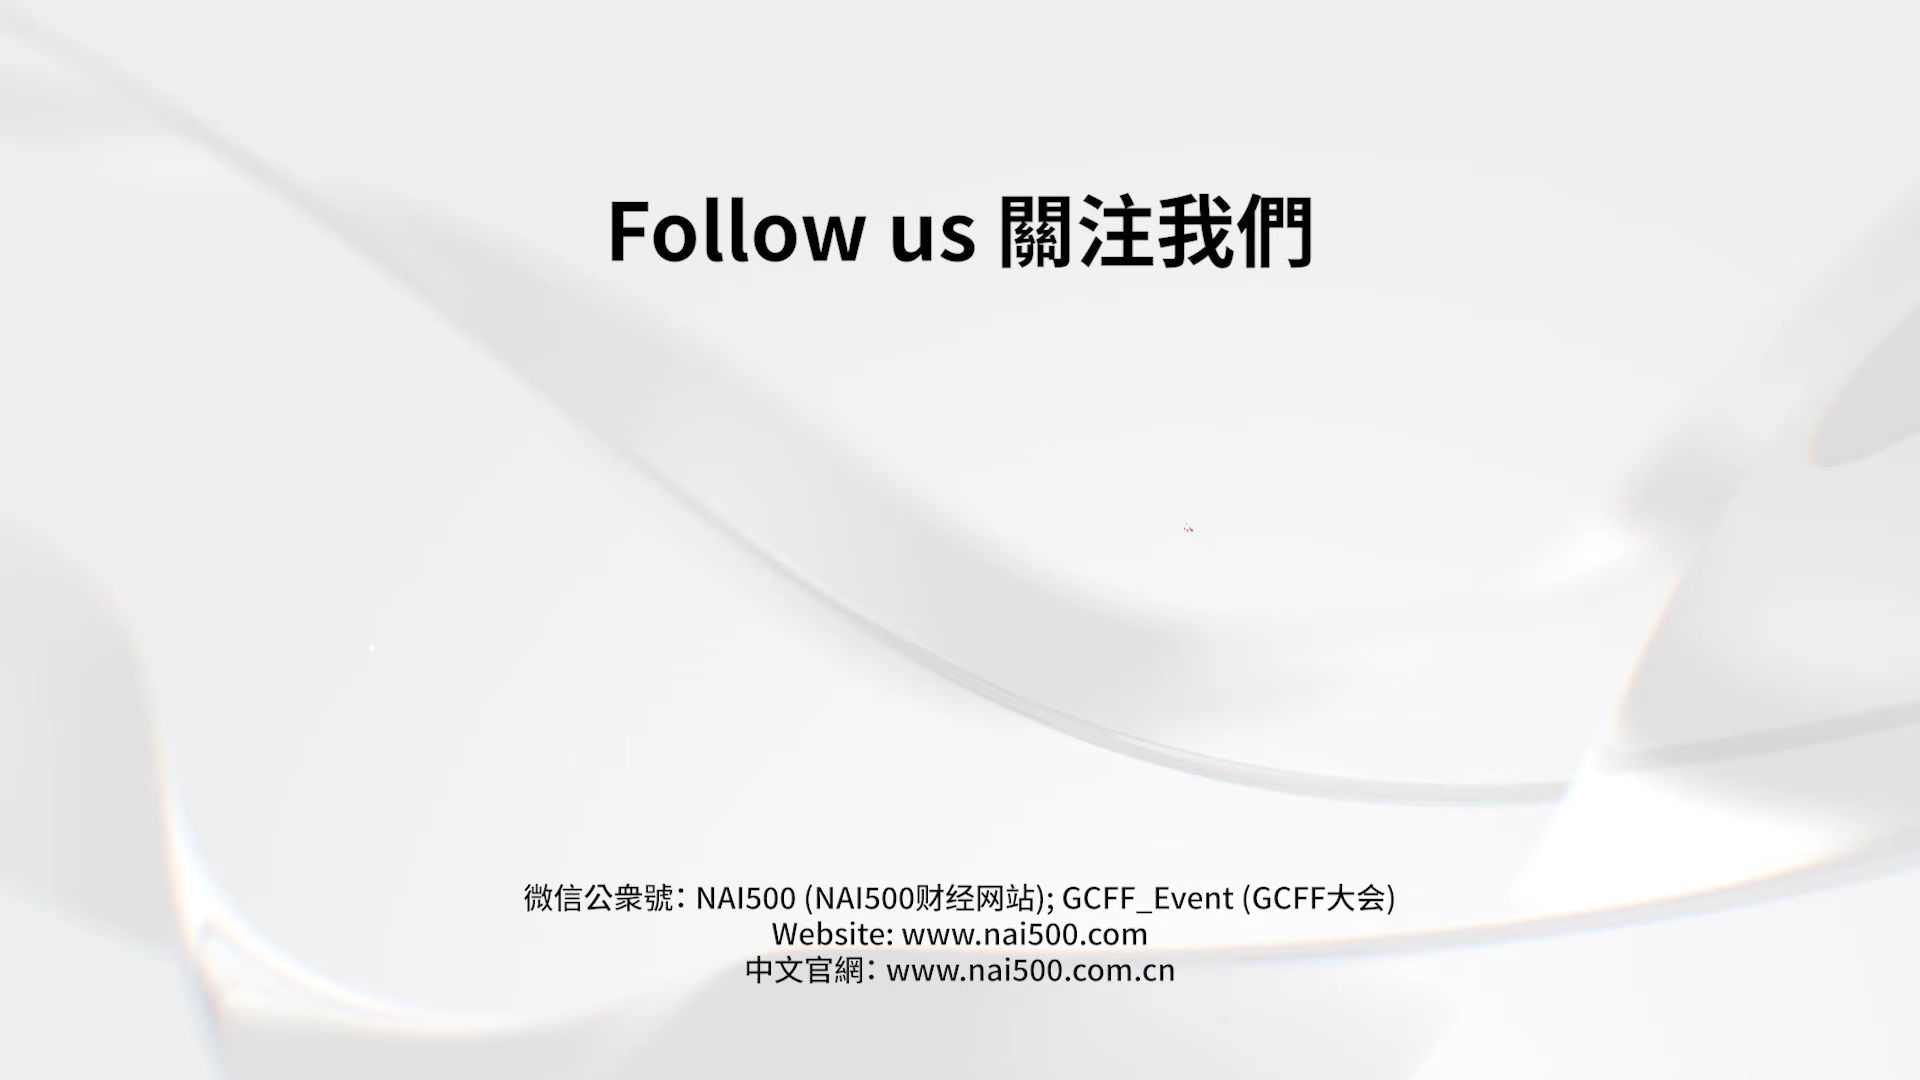 Follow us 關注我們
微信公衆號：NAI500 (NAI500财经网站); GCFF_Event (GCFF大会)
Website: www.nai500.com
中文官網：www.nai500.com.cn